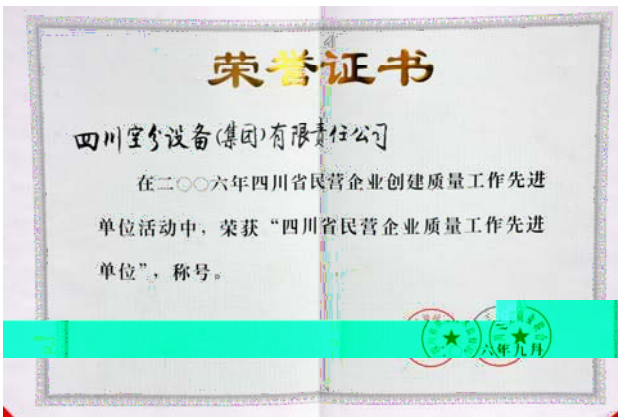 荣誉证书
四川空分设备(集团)有限责任公司
在二〇〇六年四川省民营企业创建质量工作先进
单位活动中，荣获“四川省民营企业质量工作先进
单位”，称号。
六年九月